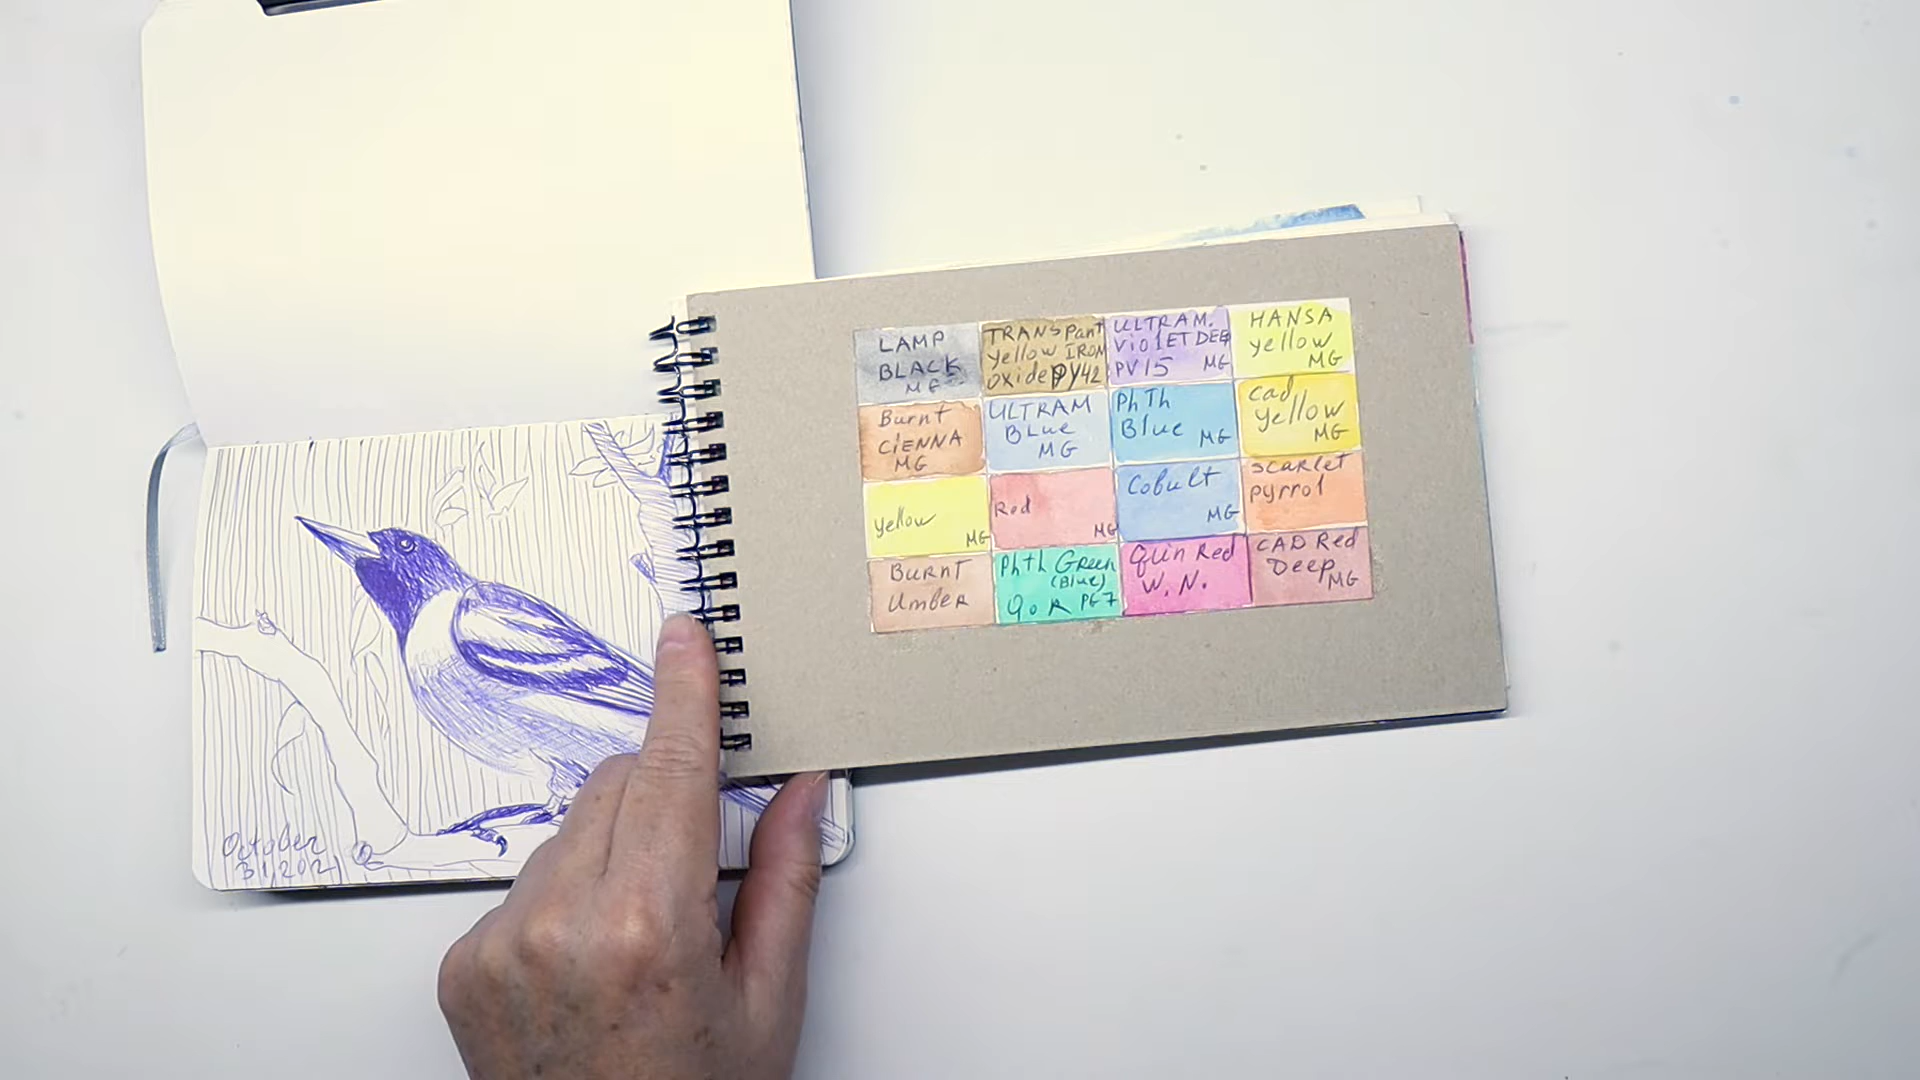 LAMP
BLACK
MG
TRANSPant
yellow IRON
oxide PY42
ULTRAM.
ViolET DEEP
PV15 MG
HANSA
yellow
MG
Burnt
CIENNA
MG
ULTRAM
BLue
MG
PhTh
Blue MG
cad
yellow
MG
yellow
MG
Red
MG
Cobult
MG
scarlet
pyrrol
BURNT
UmbeR
Phth Green
(Blue)
QoR PG7
Quin Red
W.N.
CAD Red
Deep
MG
October
31, 2021